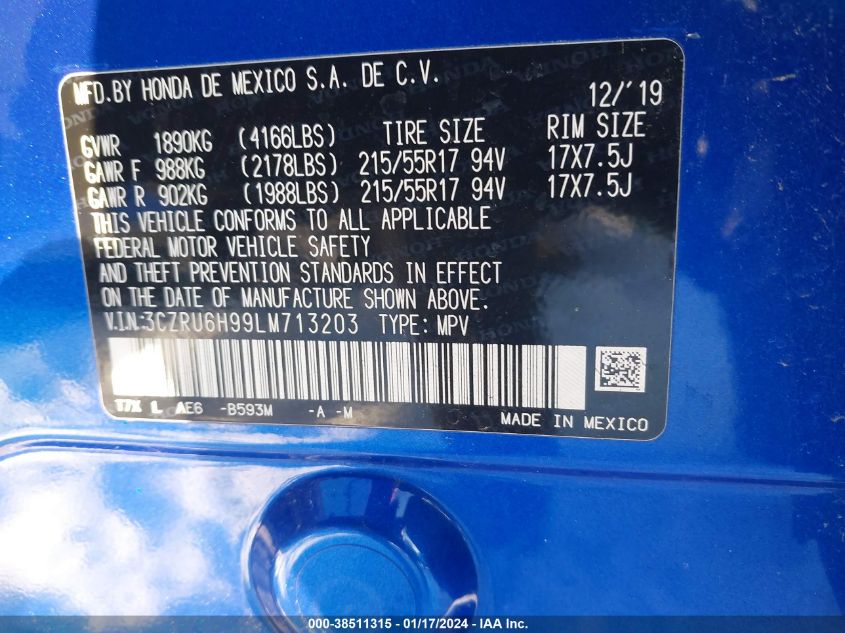 MFD.BY HONDA DE MEXICO S.A. DE C.V.
12/'19
GVWR 1890KG (4166LBS) TIRE SIZE RIM SIZE
GAWR F 988KG (2178LBS) 215/55R17 94V 17X7.5J
GAWR R 902KG (1988LBS) 215/55R17 94V 17X7.5J
THIS VEHICLE CONFORMS TO ALL APPLICABLE
FEDERAL MOTOR VEHICLE SAFETY
AND THEFT PREVENTION STANDARDS IN EFFECT
ON THE DATE OF MANUFACTURE SHOWN ABOVE.
V.I.N:3CZRU6H99LM713203 TYPE: MPV
T7X L AE6 -B593M -A -M
MADE IN MEXICO
000-38511315 - 01/17/2024 - IAAI, Inc.